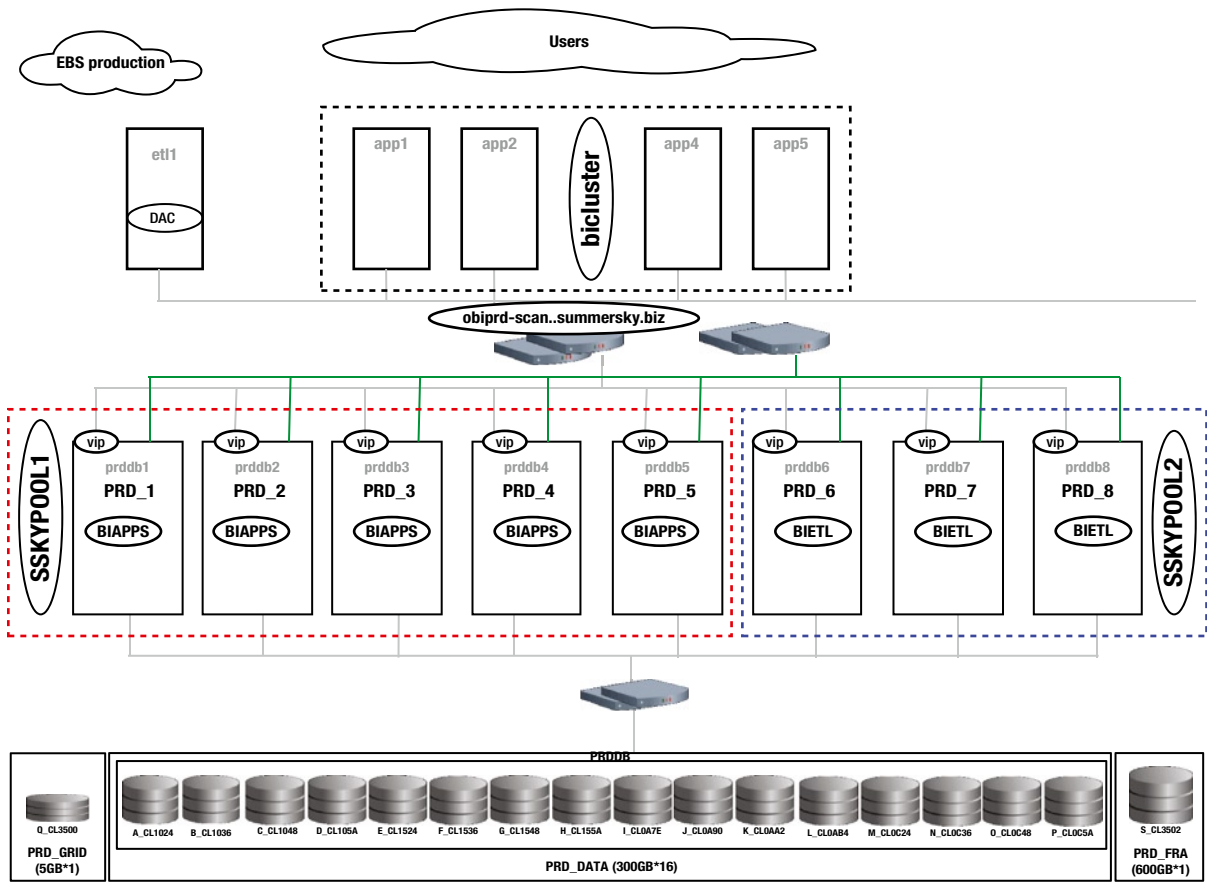 Users
EBS production
etl1
DAC
app1
app2
bicluster
app4
app5
obiprd-scan..summersky.biz
SSKYPOOL1
vip
prddb1
PRD_1
BIAPPS
vip
prddb2
PRD_2
BIAPPS
vip
prddb3
PRD_3
BIAPPS
vip
prddb4
PRD_4
BIAPPS
vip
prddb5
PRD_5
BIAPPS
vip
prddb6
PRD_6
BIETL
vip
prddb7
PRD_7
BIETL
vip
prddb8
PRD_8
BIETL
SSKYPOOL2
Q_CL3500
PRD_GRID
(5GB*1)
PRDDB
A_CL1024
B_CL1036
C_CL1048
D_CL105A
E_CL1524
F_CL1536
G_CL1548
H_CL155A
I_CL0A7E
J_CL0A90
K_CL0AA2
L_CL0AB4
M_CL0C24
N_CL0C36
O_CL0C48
P_CL0C5A
PRD_DATA (300GB*16)
S_CL3502
PRD_FRA
(600GB*1)